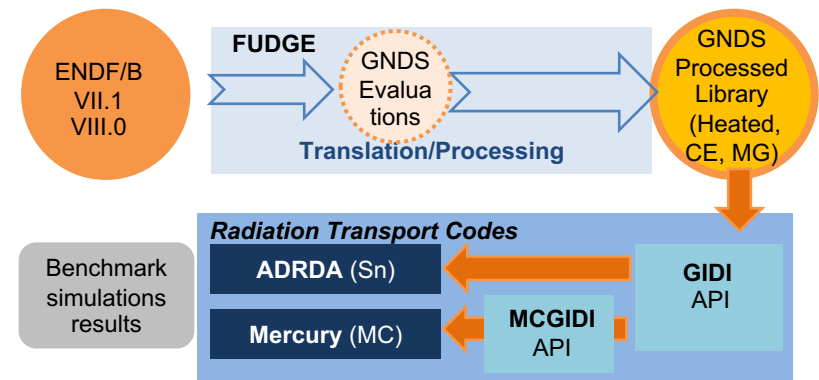 ENDF/B
VII.1
VIII.0
FUDGE
GNDS
Evalua
tions
Translation/Processing
GNDS
Processed
Library
(Heated,
CE, MG)
Radiation Transport Codes
ADRDA (Sn)
Mercury (MC)
MCGIDI
API
GIDI
API
Benchmark
simulations
results